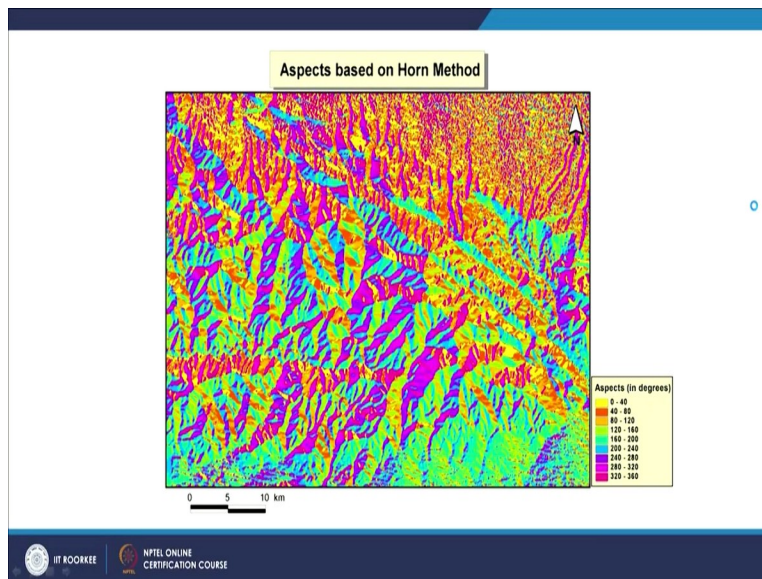 Aspects based on Horn Method
N
Aspects (in degrees)
0 - 40
40 - 80
80 - 120
120 - 160
160 - 200
200 - 240
240 - 280
280 - 320
320 - 360
0 5 10 km
IIT ROORKEE
NPTEL ONLINE
CERTIFICATION COURSE